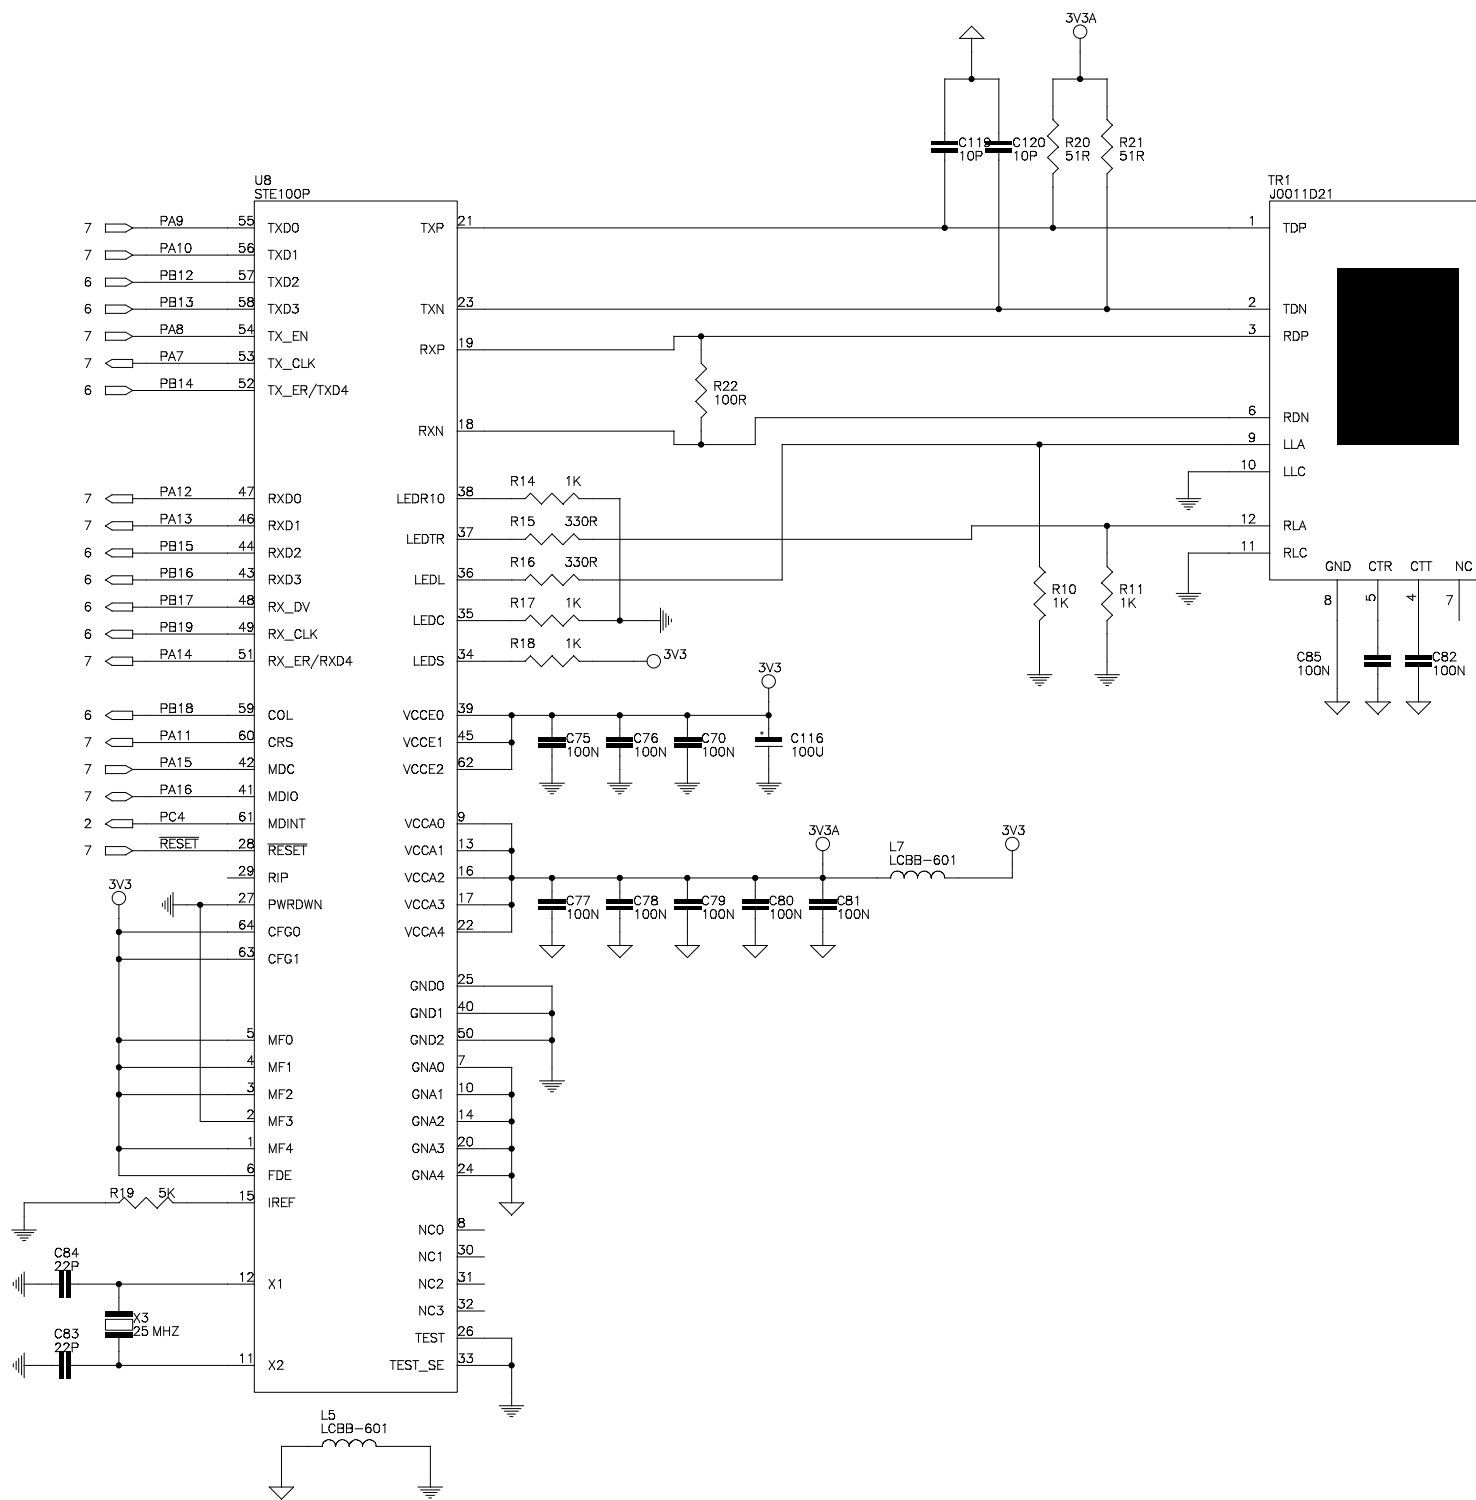 3V3A
C119
10P
C120
10P
R20
51R
R21
51R
U8
STE100P
TR1
J0011D21
7 PA9 55 TXD0
7 PA10 56 TXD1
6 PB12 57 TXD2
6 PB13 58 TXD3
7 PA8 54 TX_EN
7 PA7 53 TX_CLK
6 PB14 52 TX_ER/TXD4
7 PA12 47 RXD0
7 PA13 46 RXD1
6 PB15 44 RXD2
6 PB16 43 RXD3
6 PB17 48 RX_DV
6 PB19 49 RX_CLK
7 PA14 51 RX_ER/RXD4
6 PB18 59 COL
7 PA11 60 CRS
7 PA15 42 MDC
7 PA16 41 MDIO
2 PC4 61 MDINT
7 RESET 28 RESET
29 RIP
3V3
27 PWRDWN
64 CFG0
63 CFG1
5 MF0
4 MF1
3 MF2
2 MF3
1 MF4
6 FDE
R19 5K 15 IREF
C84
22P
12 X1
X3
25 MHZ
C83
22P
11 X2
TXP 21
TXN 23
RXP 19
RXN 18
R22
100R
LEDR10 38 R14 1K
LEDTR 37 R15 330R
LEDL 36 R16 330R
LEDC 35 R17 1K
LEDS 34 R18 1K 3V3
R10
1K
R11
1K
1 TDP
2 TDN
3 RDP
6 RDN
9 LLA
10 LLC
12 RLA
11 RLC
GND CTR CTT NC
8 5 4 7
C85
100N
C82
100N
3V3
VCCE0 39
VCCE1 45
VCCE2 62
C75
100N
C76
100N
C70
100N
C116
100U
VCCA0 9
VCCA1 13
VCCA2 16
VCCA3 17
VCCA4 22
3V3A
L7
LCBB-601
3V3
C77
100N
C78
100N
C79
100N
C80
100N
C81
100N
GND0 25
GND1 40
GND2 50
GNA0 7
GNA1 10
GNA2 14
GNA3 20
GNA4 24
NC0 8
NC1 30
NC2 31
NC3 32
TEST 26
TEST_SE 33
L5
LCBB-601